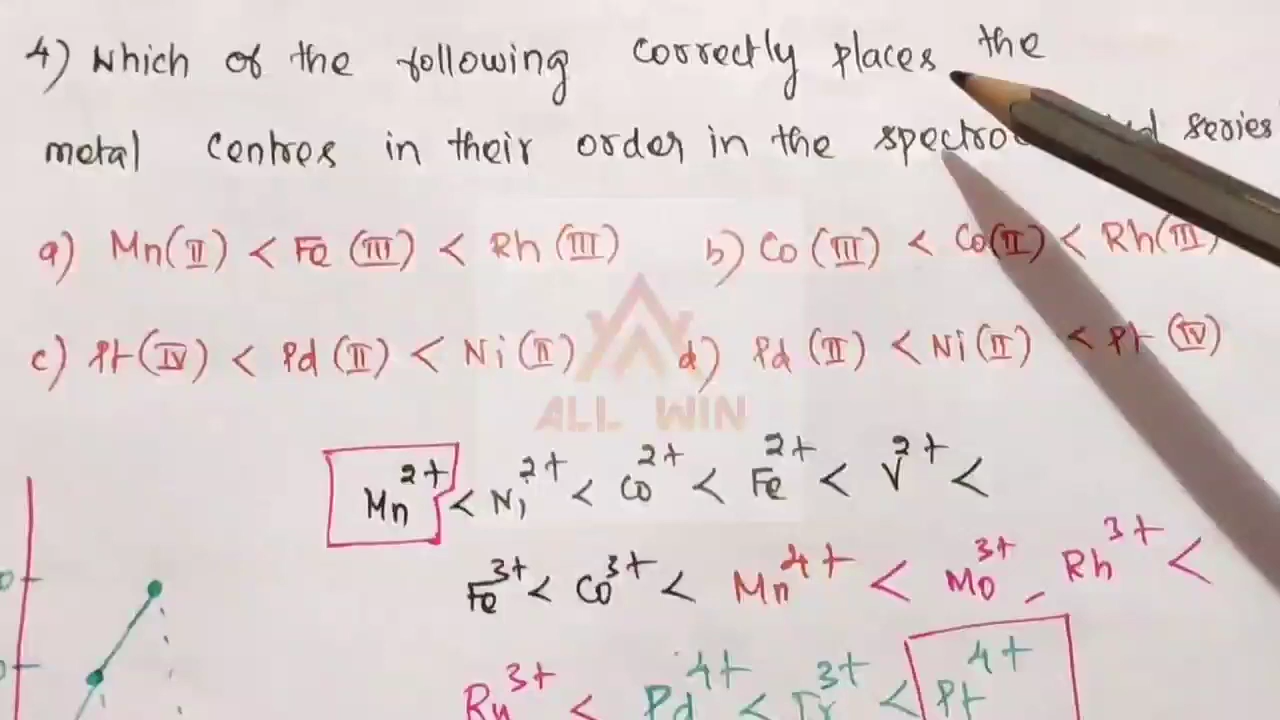 4) Which of the following correctly places the
metal centres in their order in the series
a) Mn(II) < Fe (III) < Rh (III) b) Co (III) < Co(II) < Rh(III)
c) Pt(IV) < Pd (II) < Ni (II) d) Pd (II) < Ni(II) < Pt (IV)
ALL WIN
Mn2+ < Ni2+ < Co2+ < Fe2+ < V2+ <
Fe3+ < Co3+ < Mn4+ < Mo3+ - Rh3+ <
Ru3+ < Pd4+ < Ir3+ < Pt4+